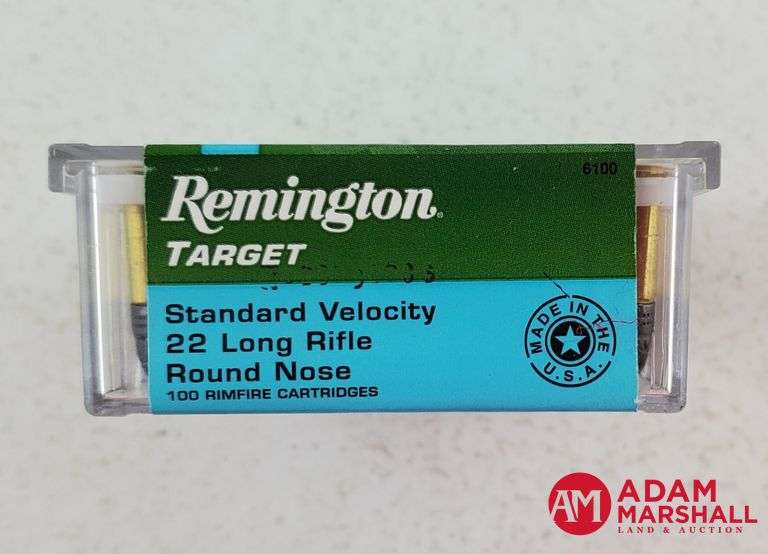 6100
Remington®
TARGET
Standard Velocity
22 Long Rifle
Round Nose
100 RIMFIRE CARTRIDGES
MADE IN THE
U.S.A.
AM ADAM
MARSHALL
LAND & AUCTION